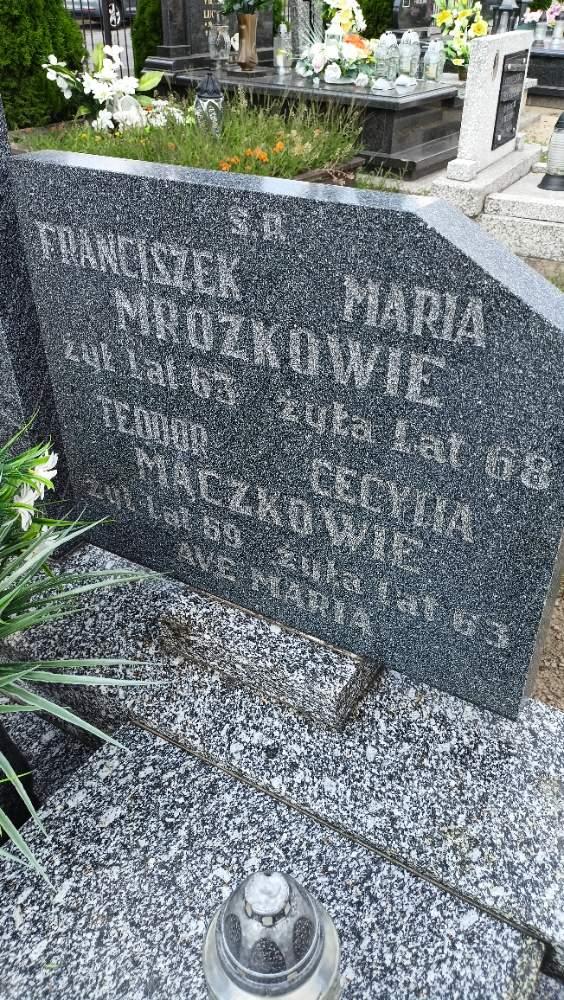 Ś.P.
FRANCISZEK MARIA
MROZKOWIE
żył lat 63 żyła lat 68
TEODOR CECYLIA
MĄCZKOWIE
żył lat 69 żyła lat 63
AVE MARIA